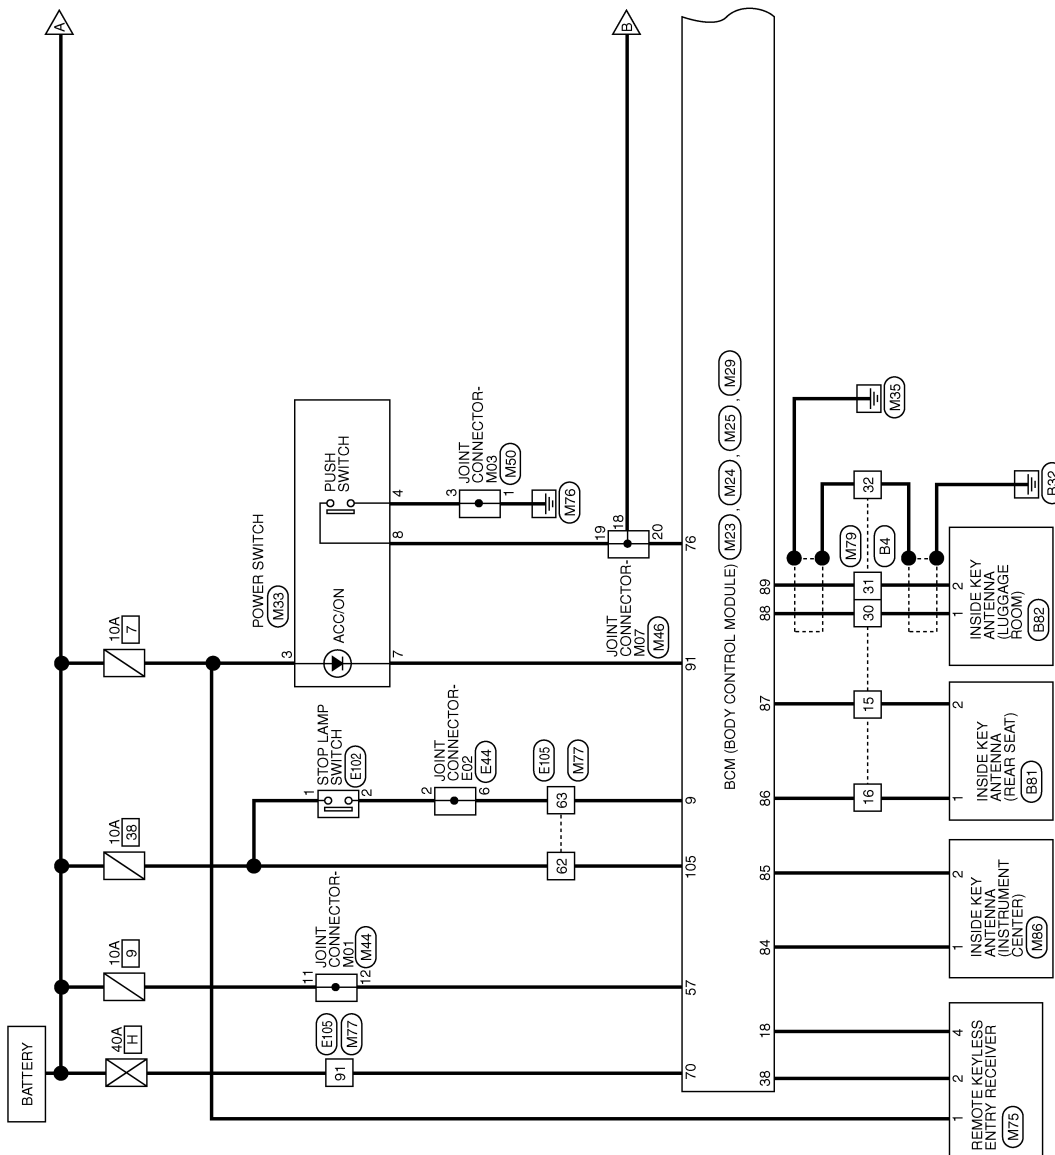 A
B
BATTERY
40A
H
10A
9
10A
38
10A
7
E105
M77
91
11
JOINT
CONNECTOR-
M01
M44
12
1
STOP LAMP
SWITCH
E102
2
2
JOINT
CONNECTOR-
E02
E44
6
E105
M77
63
62
POWER SWITCH
M33
3
ACC/ON
7
PUSH
SWITCH
8
4
3
JOINT
CONNECTOR-
M03
M50
1
M76
19
18
20
JOINT
CONNECTOR-
M07
M46
70
57
105
9
91
76
BCM (BODY CONTROL MODULE)
M23 , M24 , M25 , M29
38
18
84
85
86
87
88
89
16
15
30
31
32
M79
B4
M35
1
2
4
REMOTE KEYLESS
ENTRY RECEIVER
M75
1
2
INSIDE KEY
ANTENNA
(INSTRUMENT
CENTER)
M86
1
2
INSIDE KEY
ANTENNA
(REAR SEAT)
B81
1
2
INSIDE KEY
ANTENNA
(LUGGAGE
ROOM)
B82